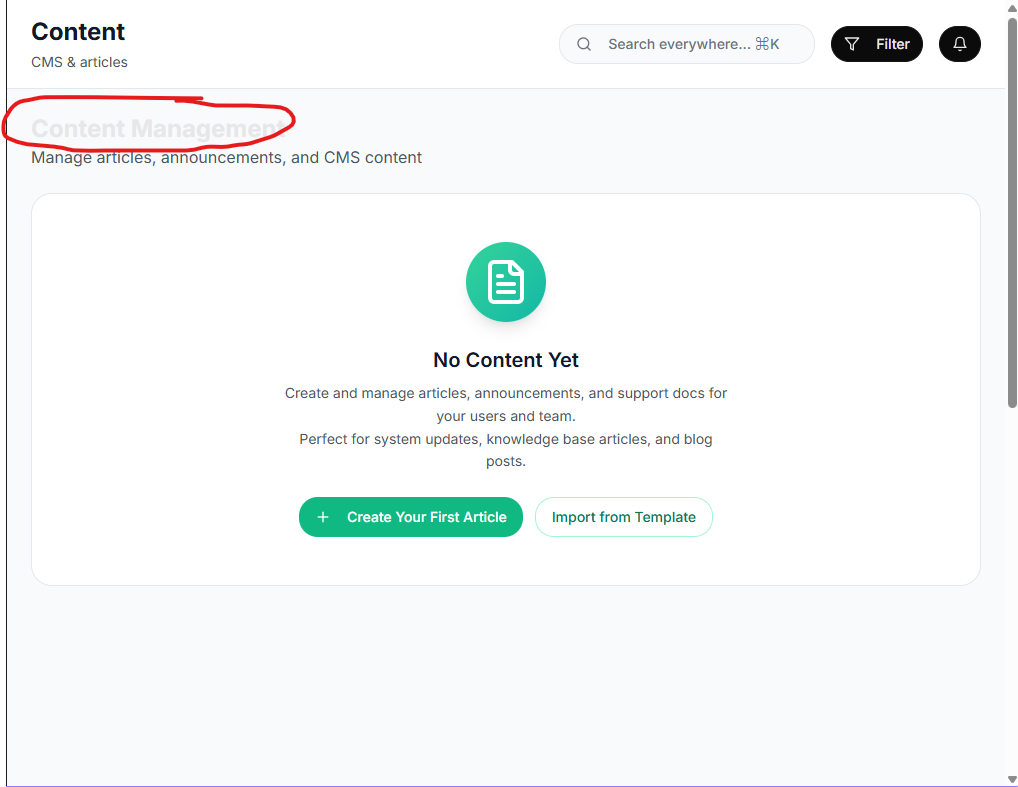 Content
CMS & articles
Search everywhere... ⌘K
Filter
Content Management
Manage articles, announcements, and CMS content
No Content Yet
Create and manage articles, announcements, and support docs for
your users and team.
Perfect for system updates, knowledge base articles, and blog
posts.
+ Create Your First Article
Import from Template